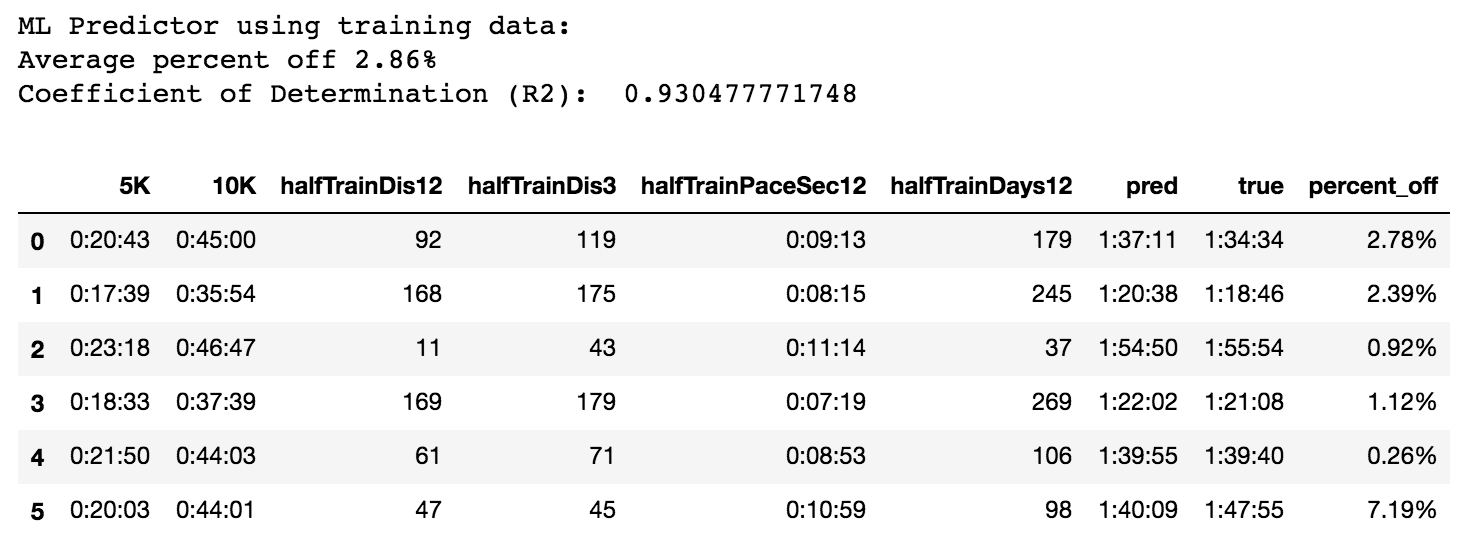 ML Predictor using training data:
Average percent off 2.86%
Coefficient of Determination (R2):  0.930477771748
5K 10K halfTrainDis12 halfTrainDis3 halfTrainPaceSec12 halfTrainDays12 pred true percent_off
0 0:20:43 0:45:00 92 119 0:09:13 179 1:37:11 1:34:34 2.78%
1 0:17:39 0:35:54 168 175 0:08:15 245 1:20:38 1:18:46 2.39%
2 0:23:18 0:46:47 11 43 0:11:14 37 1:54:50 1:55:54 0.92%
3 0:18:33 0:37:39 169 179 0:07:19 269 1:22:02 1:21:08 1.12%
4 0:21:50 0:44:03 61 71 0:08:53 106 1:39:55 1:39:40 0.26%
5 0:20:03 0:44:01 47 45 0:10:59 98 1:40:09 1:47:55 7.19%